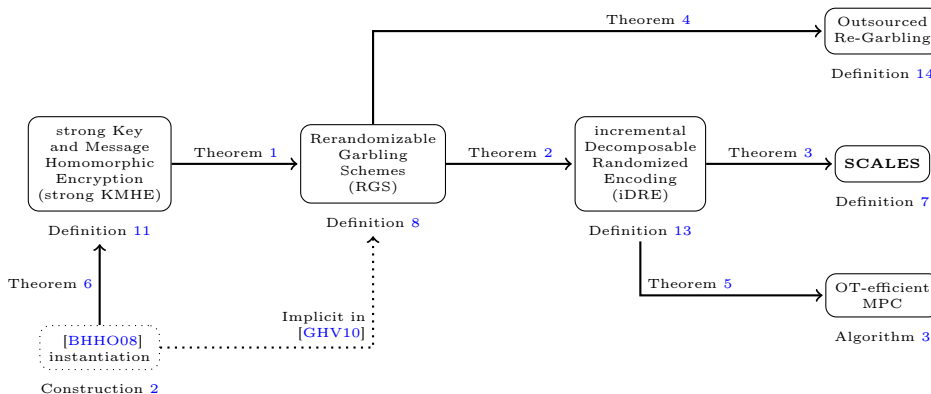 Theorem 4
Outsourced
Re-Garbling
Definition 14
strong Key
and Message
Homomorphic
Encryption
(strong KMHE)
Definition 11
Theorem 1
Rerandomizable
Garbling
Schemes
(RGS)
Definition 8
Theorem 2
incremental
Decomposable
Randomized
Encoding
(iDRE)
Definition 13
Theorem 3
SCALES
Definition 7
Theorem 6
Implicit in
[GHV10]
[BHHO08]
instantiation
Construction 2
Theorem 5
OT-efficient
MPC
Algorithm 3